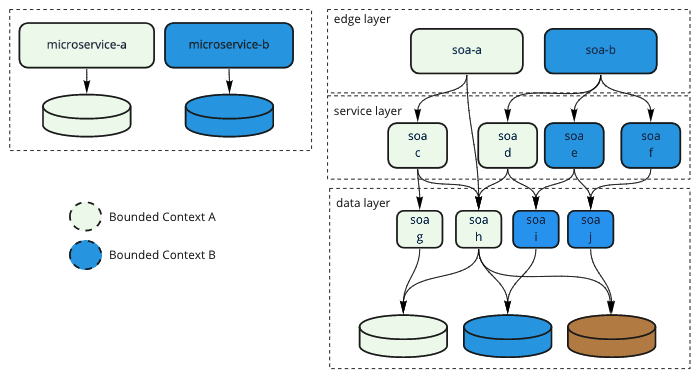 microservice-a
microservice-b
Bounded Context A
Bounded Context B
edge layer
soa-a
soa-b
service layer
soa
c
soa
d
soa
e
soa
f
data layer
soa
g
soa
h
soa
i
soa
j